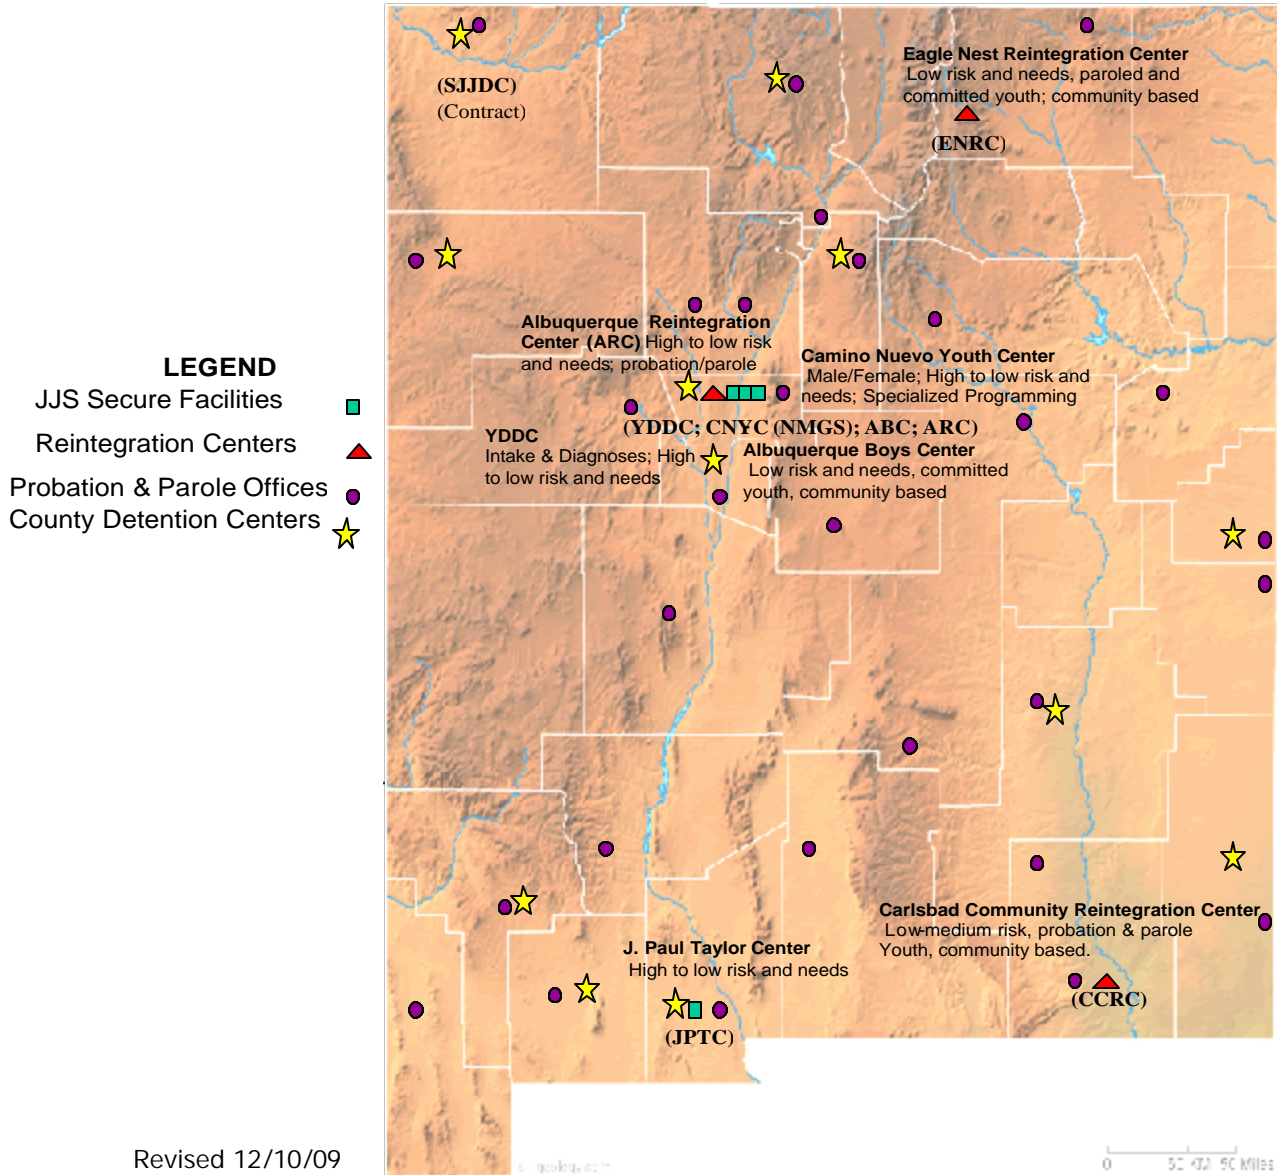 Eagle Nest Reintegration Center
Low risk and needs, paroled and
committed youth; community based
(ENRC)
(SJJDC)
(Contract)
Albuquerque Reintegration
Center (ARC) High to low risk
and needs; probation/parole
Camino Nuevo Youth Center
Male/Female; High to low risk and
needs; Specialized Programming
(YDDC; CNYC (NMGS); ABC; ARC)
YDDC
Intake & Diagnoses; High
to low risk and needs
Albuquerque Boys Center
Low risk and needs, committed
youth, community based
LEGEND
JJS Secure Facilities
Reintegration Centers
Probation & Parole Offices
County Detention Centers
Carlsbad Community Reintegration Center
Low-medium risk, probation & parole
Youth, community based.
(CCRC)
J. Paul Taylor Center
High to low risk and needs
(JPTC)
Revised 12/10/09
geology.com
0
Miles